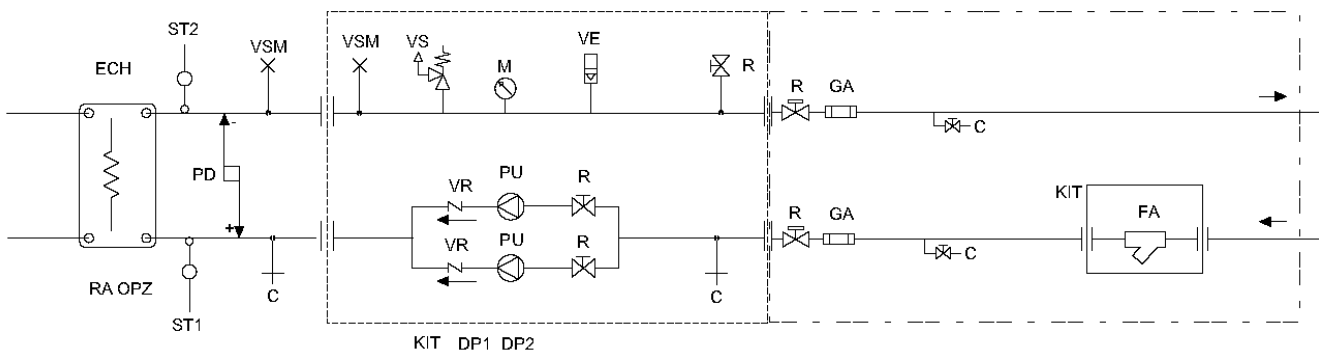 ST2
ECH
VSM
VSM
VS
M
VE
R
R
GA
C
-
PD
+
VR
PU
R
VR
PU
R
R
GA
C
KIT
FA
C
C
RA OPZ
ST1
KIT DP1 DP2